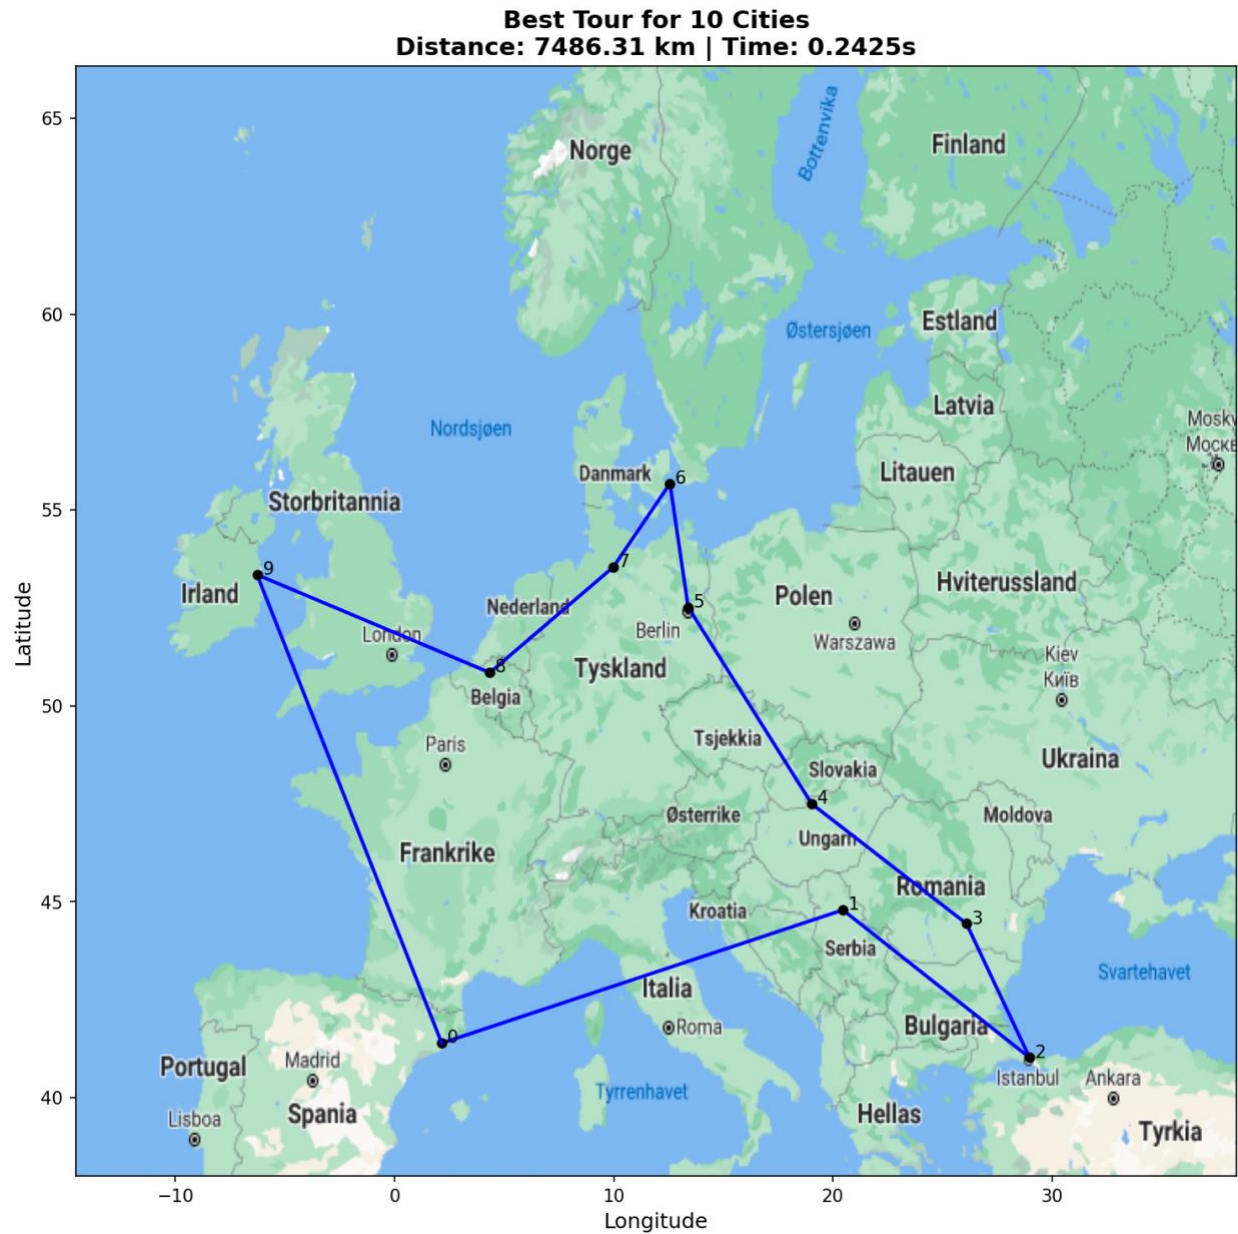 Best Tour for 10 Cities
Distance: 7486.31 km | Time: 0.2425s
65
60
55
50
45
40
Latitude
Bottenvika
Norge
Finland
Østersjøen
Estland
Nordsjøen
Latvia
Moskv
Москв
Danmark
6
Litauen
Storbritannia
9
7
Irland
Nederland
5
Polen
Hviterussland
London
Berlin
Warszawa
8
Tyskland
Kiev
Київ
Belgia
Paris
Tsjekkia
Slovakia
Ukraina
4
Østerrike
Moldova
Frankrike
Ungarn
Romania
Kroatia
1
3
Serbia
Svartehavet
Italia
Roma
Bulgaria
0
2
Portugal
Madrid
Istanbul
Ankara
Tyrrenhavet
Lisboa
Spania
Hellas
Tyrkia
−10
0
10
20
30
Longitude